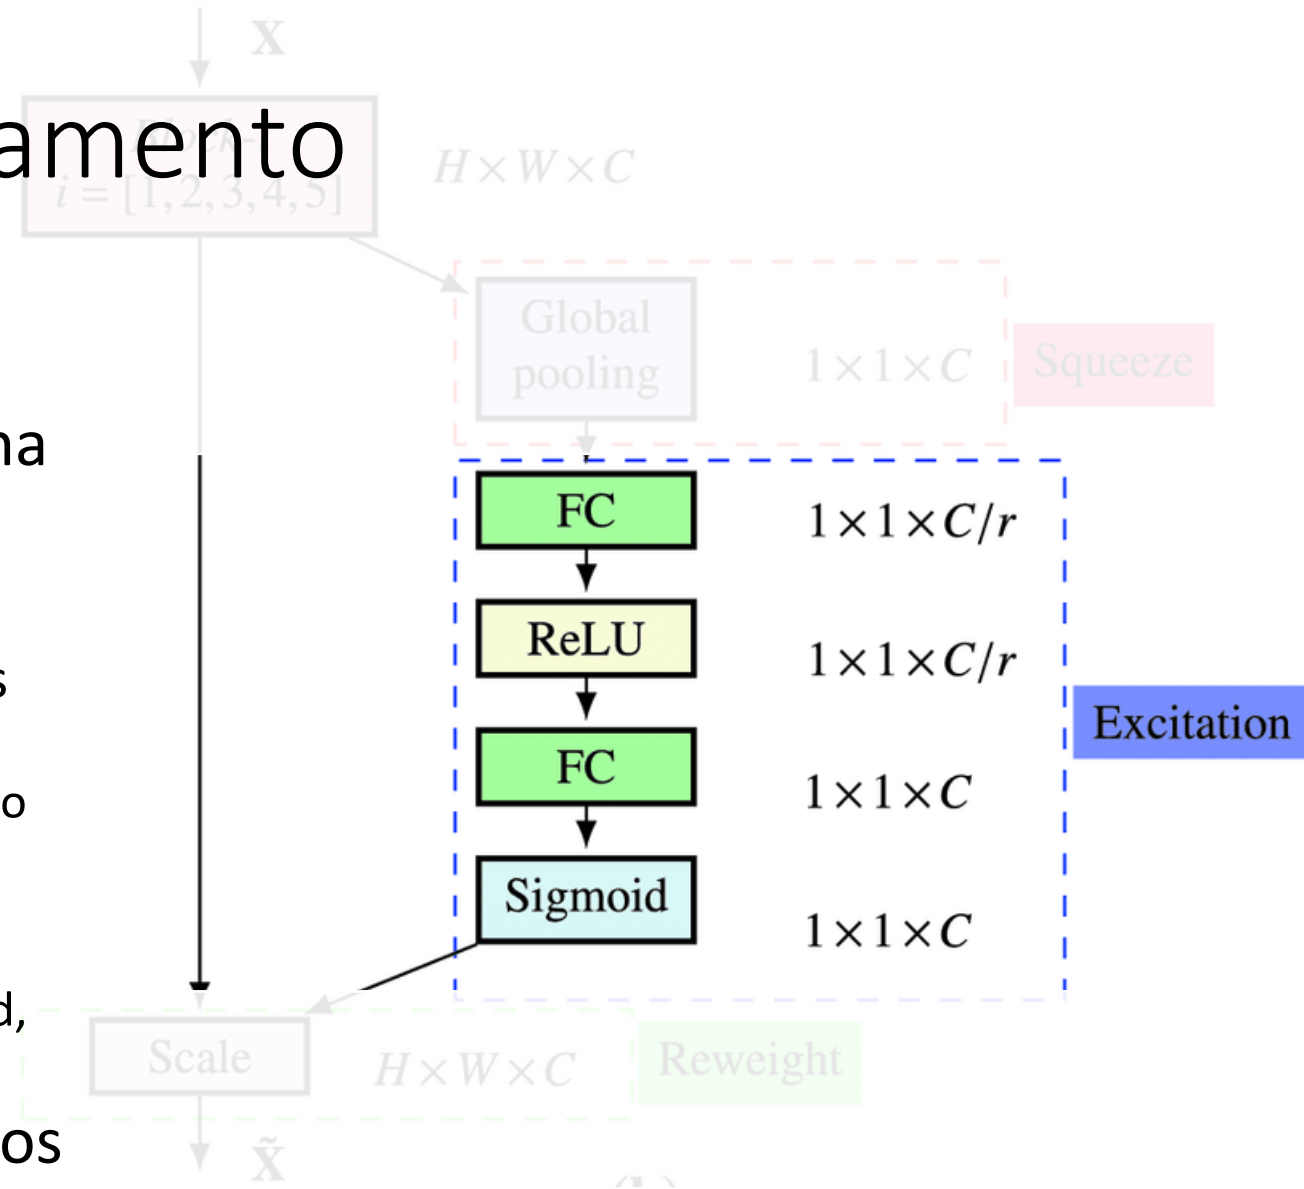 X
amento
Block-
i = [1,2,3,4,5]
H×W×C
Global
pooling
1×1×C
Squeeze
na
FC
1×1×C/r
ReLU
1×1×C/r
s
Excitation
FC
1×1×C
o
Sigmoid
1×1×C
d,
Scale
H×W×C
Reweight
os
X̃